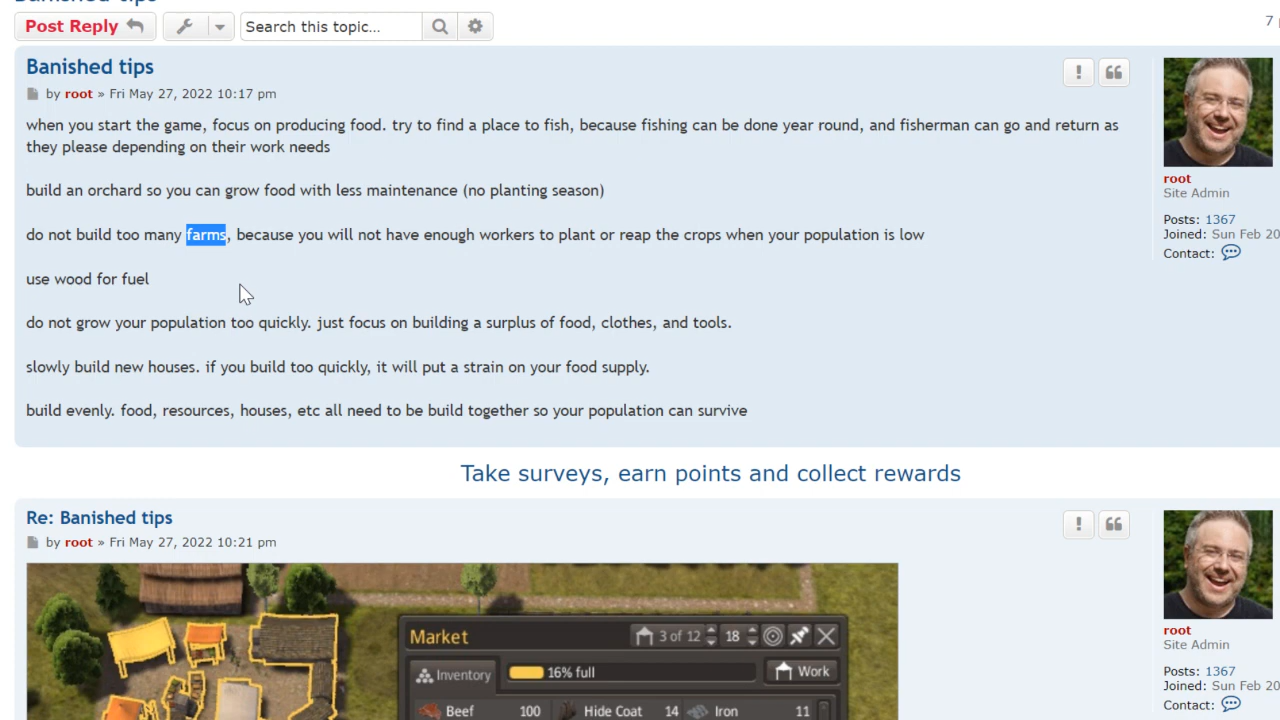 Post Reply
Search this topic...
7
Banished tips
by root » Fri May 27, 2022 10:17 pm
when you start the game, focus on producing food. try to find a place to fish, because fishing can be done year round, and fisherman can go and return as
they please depending on their work needs
build an orchard so you can grow food with less maintenance (no planting season)
do not build too many farms, because you will not have enough workers to plant or reap the crops when your population is low
use wood for fuel
do not grow your population too quickly. just focus on building a surplus of food, clothes, and tools.
slowly build new houses. if you build too quickly, it will put a strain on your food supply.
build evenly. food, resources, houses, etc all need to be build together so your population can survive
root
Site Admin
Posts: 1367
Joined: Sun Feb 20
Contact:
Take surveys, earn points and collect rewards
Re: Banished tips
by root » Fri May 27, 2022 10:21 pm
Market
3 of 12
18
Inventory
16% full
Work
Beef 100 Hide Coat 14 Iron 11
root
Site Admin
Posts: 1367
Joined: Sun Feb 20
Contact: